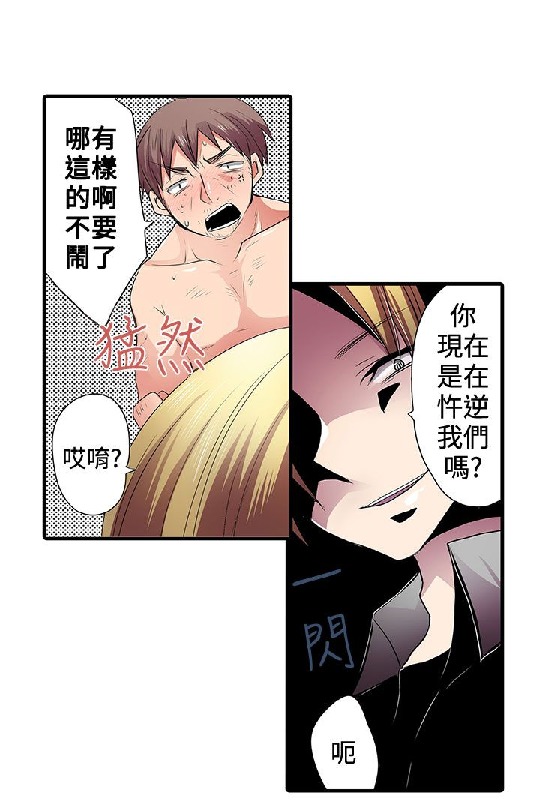 哪有
這樣
的啊
不要
鬧了
猛然
哎唷?
你
現在
是在
忤逆
我們
嗎?
一閃
呃